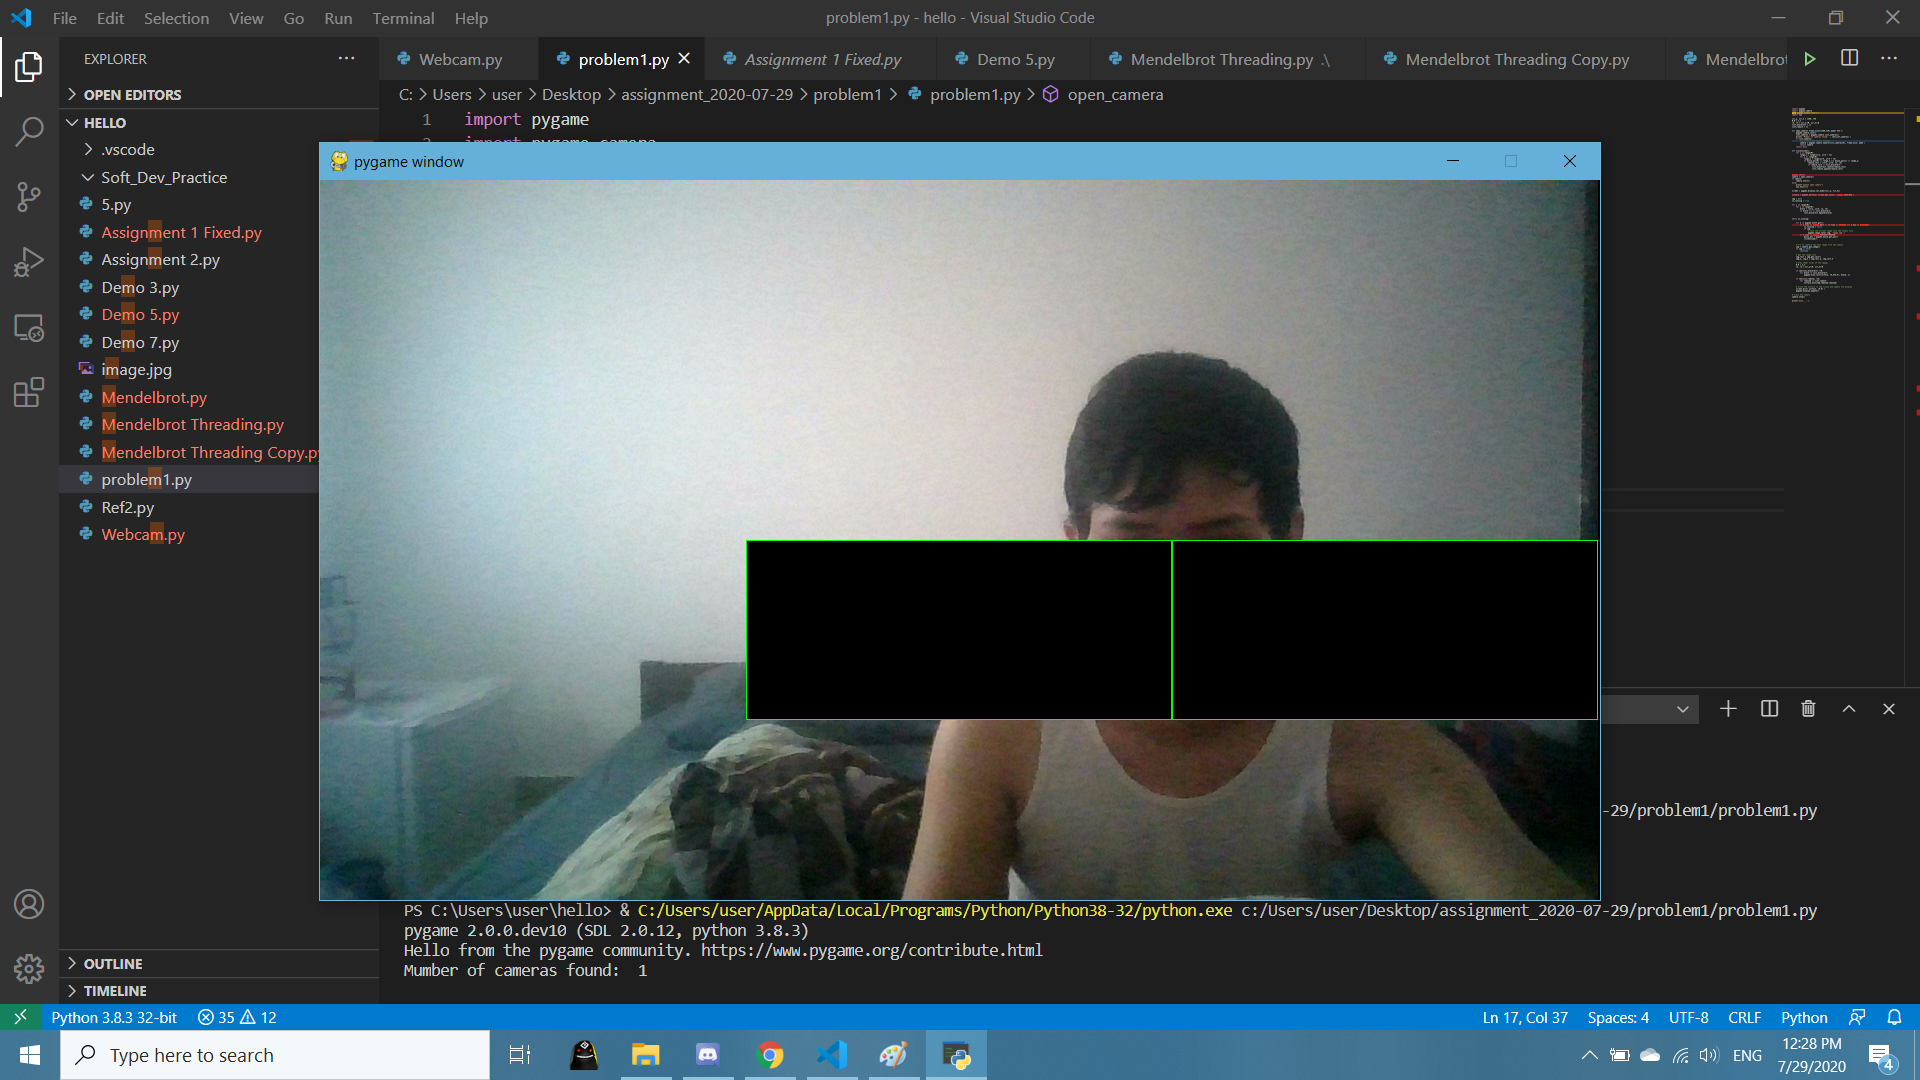 File Edit Selection View Go Run Terminal Help
problem1.py - hello - Visual Studio Code
EXPLORER
Webcam.py
problem1.py
Assignment 1 Fixed.py
Demo 5.py
Mendelbrot Threading.py .\
Mendelbrot Threading Copy.py
Mendelbrot
OPEN EDITORS
C: > Users > user > Desktop > assignment_2020-07-29 > problem1 > problem1.py > open_camera
HELLO
1 import pygame
.vscode
Soft_Dev_Practice
5.py
Assignment 1 Fixed.py
Assignment 2.py
Demo 3.py
Demo 5.py
Demo 7.py
image.jpg
Mendelbrot.py
Mendelbrot Threading.py
Mendelbrot Threading Copy.py
problem1.py
Ref2.py
Webcam.py
pygame window
-29/problem1/problem1.py
PS C:\Users\user\hello> & C:/Users/user/AppData/Local/Programs/Python/Python38-32/python.exe c:/Users/user/Desktop/assignment_2020-07-29/problem1/problem1.py
pygame 2.0.0.dev10 (SDL 2.0.12, python 3.8.3)
Hello from the pygame community. https://www.pygame.org/contribute.html
Mumber of cameras found:  1
OUTLINE
TIMELINE
Python 3.8.3 32-bit 35 12
Ln 17, Col 37 Spaces: 4 UTF-8 CRLF Python
Type here to search
ENG
12:28 PM
7/29/2020
4